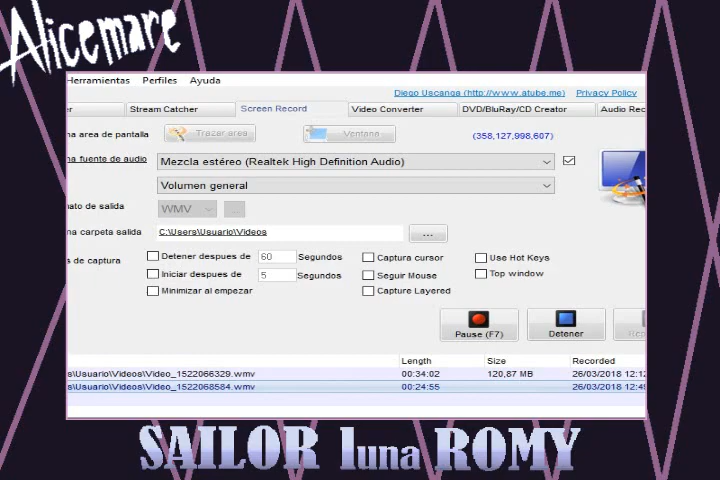 Alicemare
Herramientas Perfiles Ayuda
Diego Uscanga (http://www.atube.me) Privacy Policy
er Stream Catcher Screen Record Video Converter DVD/BluRay/CD Creator Audio Rec
na area de pantalla Trazar area Ventana (358,127,998,607)
na fuente de audio Mezcla estéreo (Realtek High Definition Audio)
Volumen general
ato de salida WMV ...
na carpeta salida C:\Users\Usuario\Videos ...
s de captura Detener despues de 60 Segundos Captura cursor Use Hot Keys
Iniciar despues de 5 Segundos Seguir Mouse Top window
Minimizar al empezar Capture Layered
Pause (F7) Detener
Length Size Recorded
s\Usuario\Videos\Video_1522066329.wmv 00:34:02 120,87 MB 26/03/2018 12:12
s\Usuario\Videos\Video_1522068584.wmv 00:24:55 26/03/2018 12:49
SAILOR luna ROMY